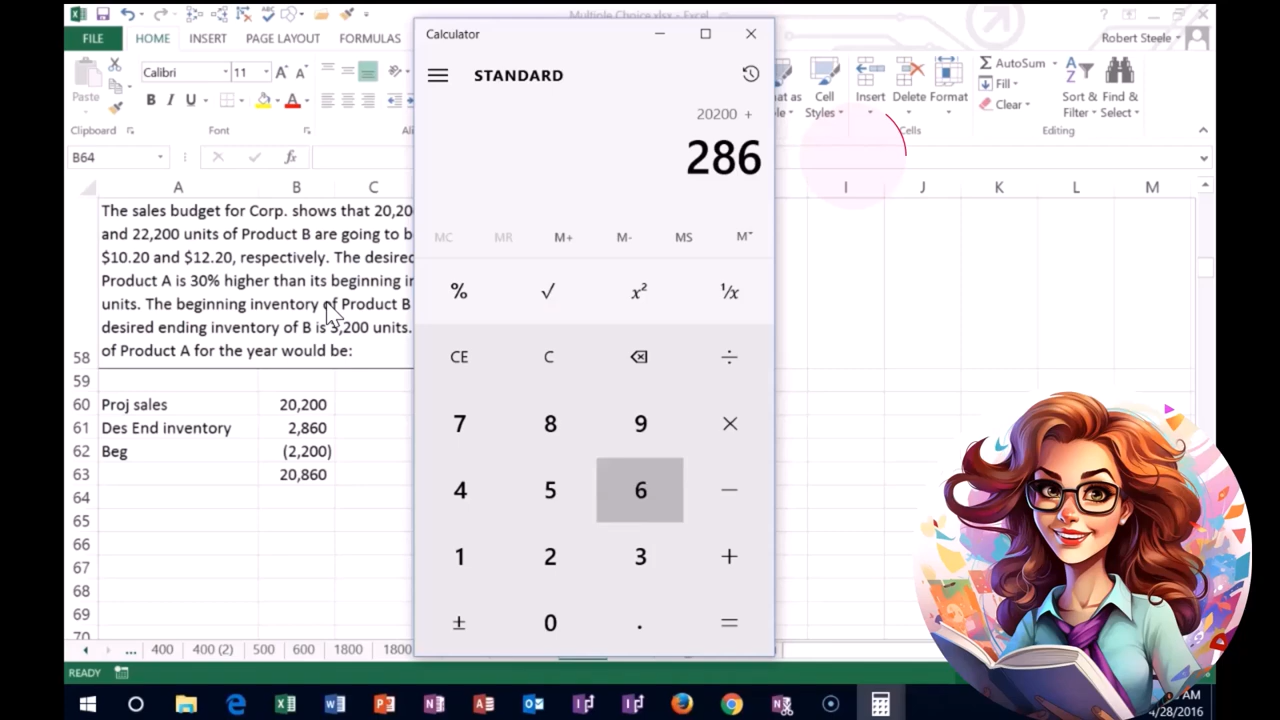 Multiple Choice.xlsx - Excel
FILE HOME INSERT PAGE LAYOUT FORMULAS
Robert Steele
Paste
Calibri 11
B I U
Clipboard Font
Cell
Styles
Insert Delete Format
Cells
AutoSum
Fill
Clear
Sort & Find &
Filter Select
Editing
B64
fx
A B C I J K L M
The sales budget for Corp. shows that 20,20
and 22,200 units of Product B are going to b
$10.20 and $12.20, respectively. The desired
Product A is 30% higher than its beginning in
units. The beginning inventory of Product B
desired ending inventory of B is 3,200 units.
58 of Product A for the year would be:
59
60 Proj sales 20,200
61 Des End inventory 2,860
62 Beg (2,200)
63 20,860
64
65
66
67
68
69
70
... 400 400 (2) 500 600 1800 1800
READY
Calculator
STANDARD
20200 +
286
MC MR M+ M- MS M˅
% √ x² ¹/x
CE C ÷
7 8 9 ×
4 5 6 −
1 2 3 +
± 0 . =
AM
4/28/2016